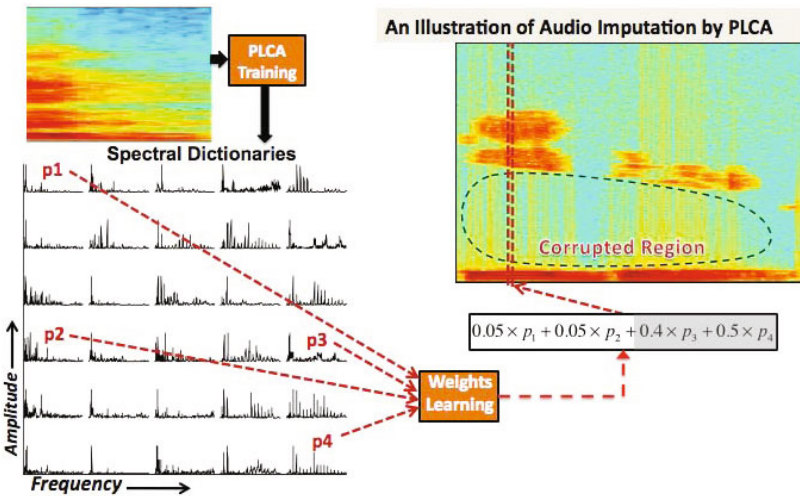 An Illustration of Audio Imputation by PLCA
PLCA
Training
Spectral Dictionaries
p1
Corrupted Region
p2
p3
0.05 × p₁ + 0.05 × p₂ + 0.4 × p₃ + 0.5 × p₄
Weights
Learning
p4
Amplitude
Frequency